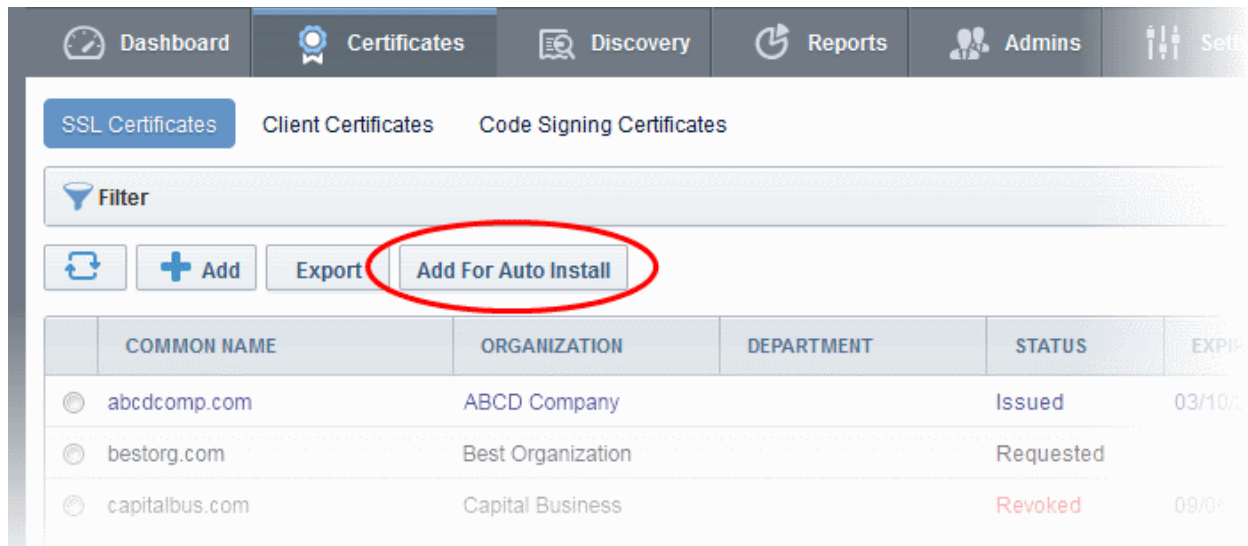 Dashboard Certificates Discovery Reports Admins
SSL Certificates Client Certificates Code Signing Certificates
Filter
Add Export Add For Auto Install
COMMON NAME ORGANIZATION DEPARTMENT STATUS
abcdcomp.com ABCD Company Issued 03/10/
bestorg.com Best Organization Requested
capitalbus.com Capital Business Revoked